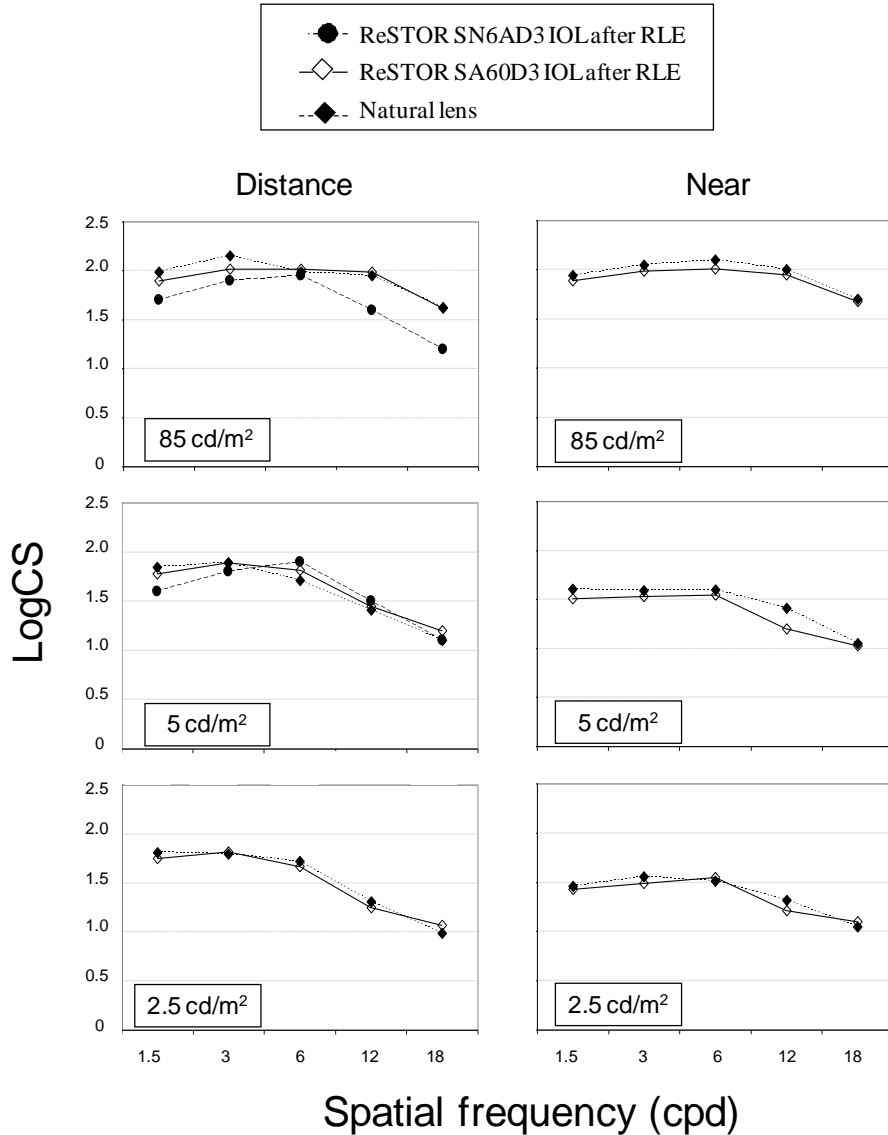 ReSTOR SN6AD3 IOL after RLE
ReSTOR SA60D3 IOL after RLE
Natural lens
Distance
Near
2.5
2.0
1.5
1.0
0.5
0
85 cd/m²
85 cd/m²
LogCS
2.5
2.0
1.5
1.0
0.5
0
5 cd/m²
5 cd/m²
2.5
2.0
1.5
1.0
0.5
0
2.5 cd/m²
2.5 cd/m²
1.5 3 6 12 18
1.5 3 6 12 18
Spatial frequency (cpd)